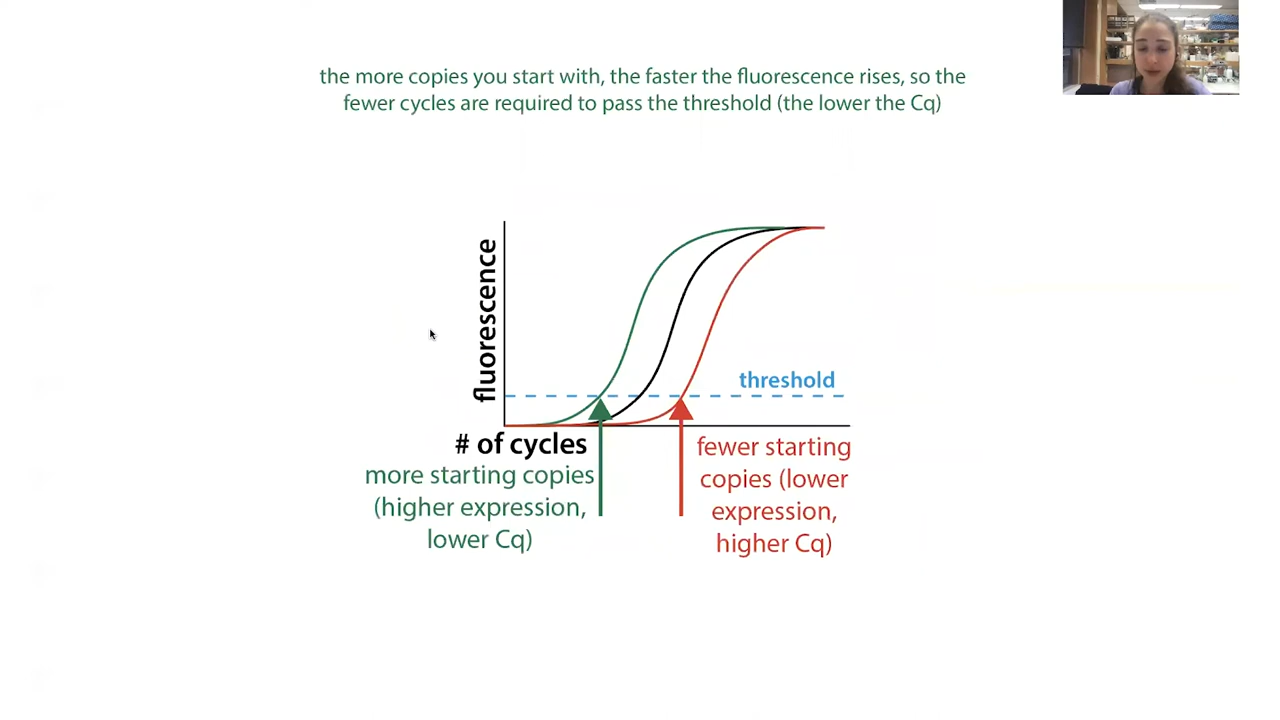 the more copies you start with, the faster the fluorescence rises, so the
fewer cycles are required to pass the threshold (the lower the Cq)
fluorescence
threshold
# of cycles
more starting copies
(higher expression,
lower Cq)
fewer starting
copies (lower
expression,
higher Cq)